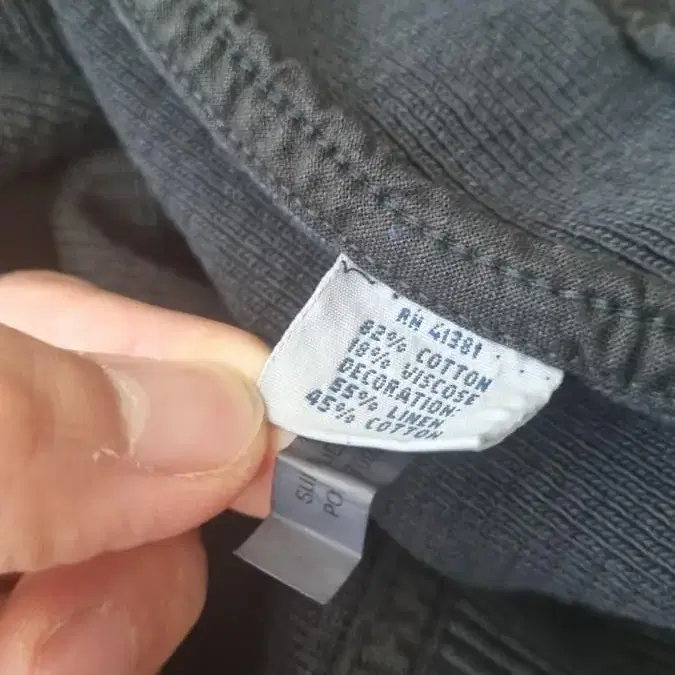 RN 41381
82% COTTON
18% VISCOSE
DECORATION:
55% LINEN
45% COTTON